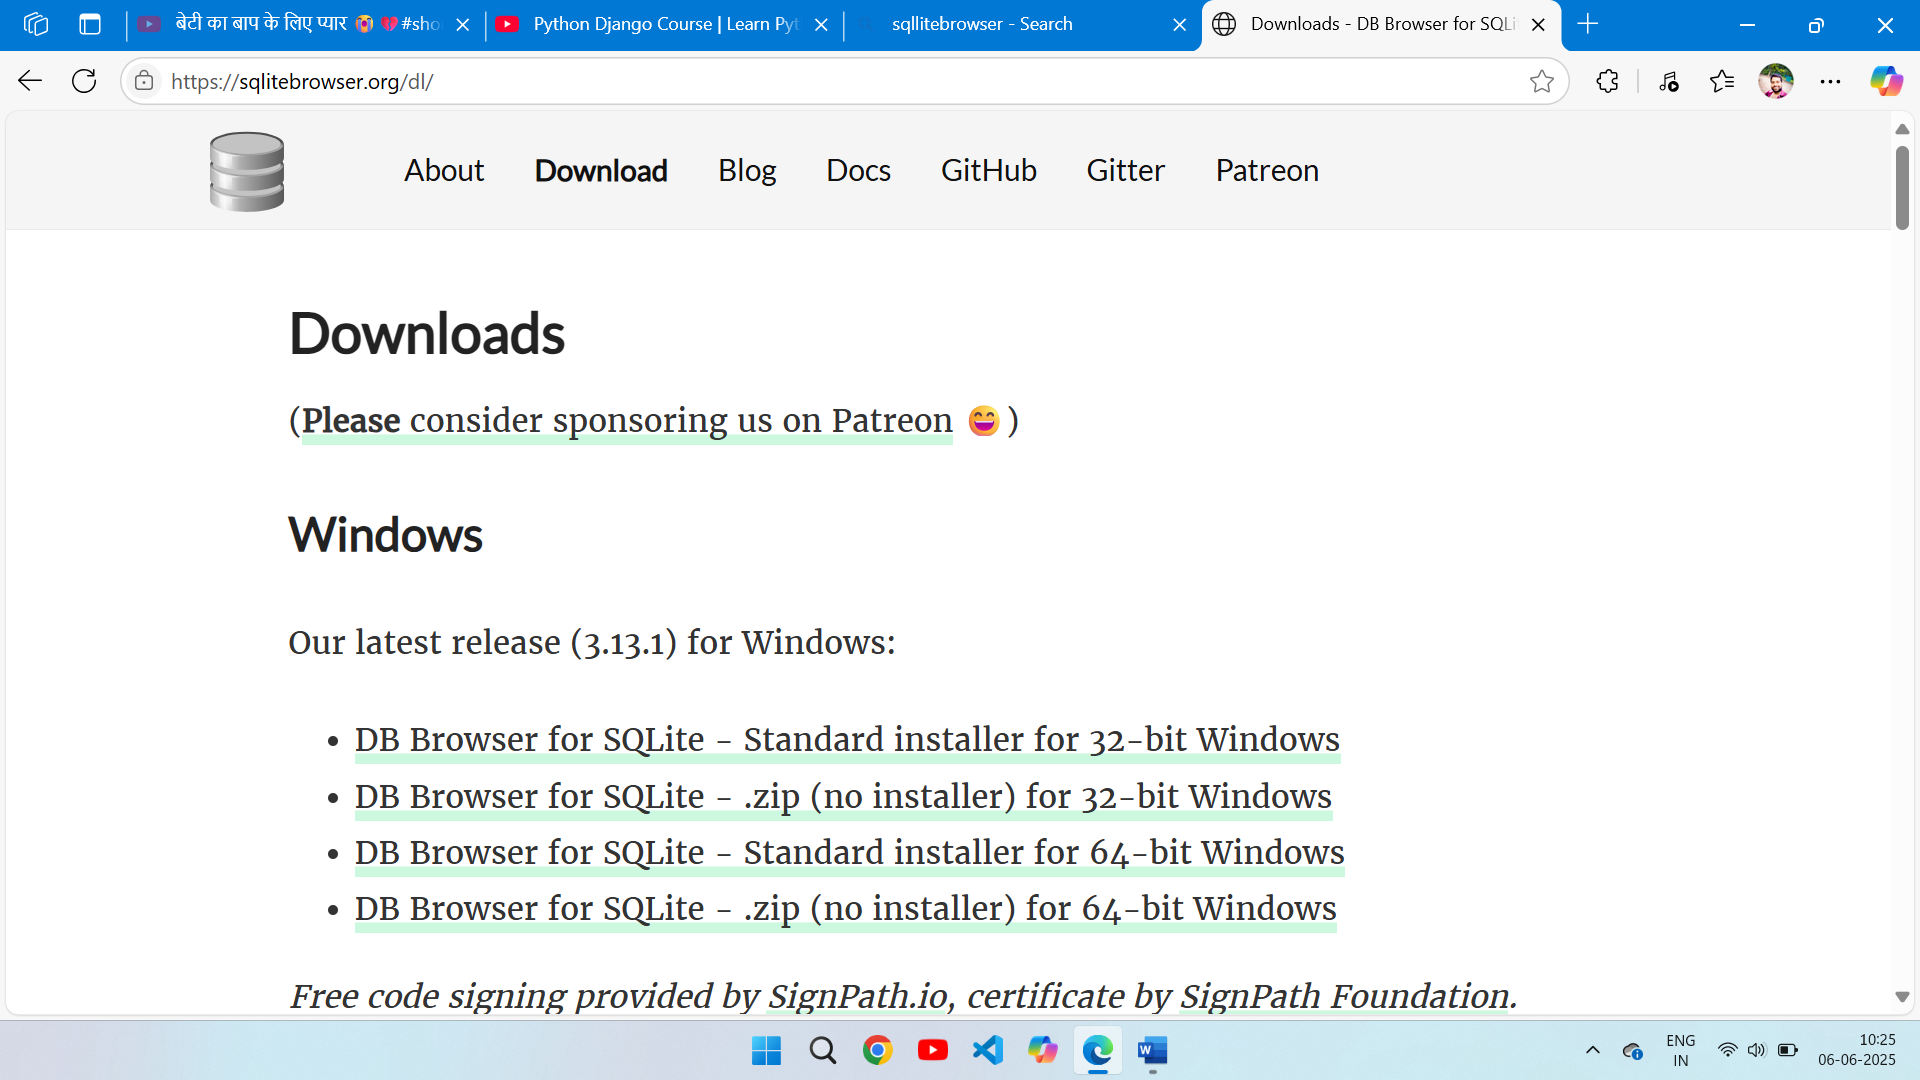 बेटी का बाप के लिए प्यार 😭 💔#sho
Python Django Course | Learn Pyt
sqllitebrowser - Search
Downloads - DB Browser for SQLi
https://sqlitebrowser.org/dl/
About Download Blog Docs GitHub Gitter Patreon
Downloads
(Please consider sponsoring us on Patreon 😄)
Windows
Our latest release (3.13.1) for Windows:
• DB Browser for SQLite - Standard installer for 32-bit Windows
• DB Browser for SQLite - .zip (no installer) for 32-bit Windows
• DB Browser for SQLite - Standard installer for 64-bit Windows
• DB Browser for SQLite - .zip (no installer) for 64-bit Windows
Free code signing provided by SignPath.io, certificate by SignPath Foundation.
ENG
IN
10:25
06-06-2025